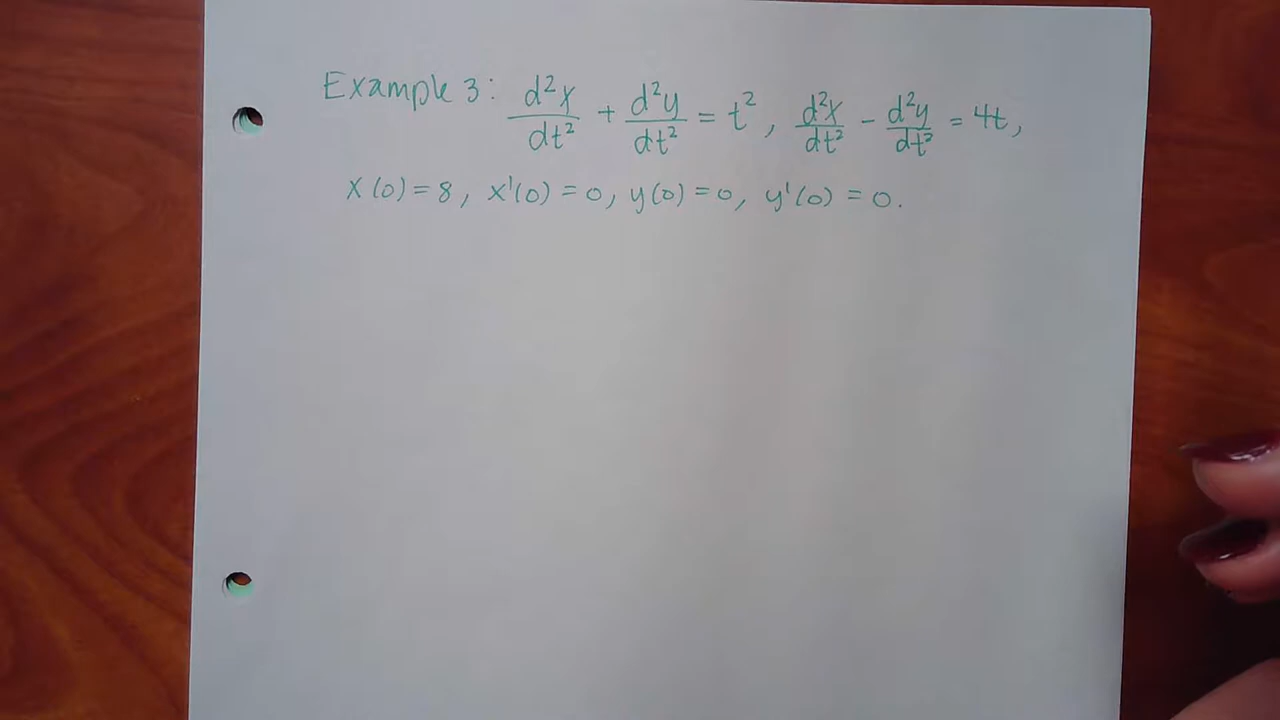 Example 3: d²x/dt² + d²y/dt² = t², d²x/dt² - d²y/dt² = 4t,
x(0) = 8, x'(0) = 0, y(0) = 0, y'(0) = 0.